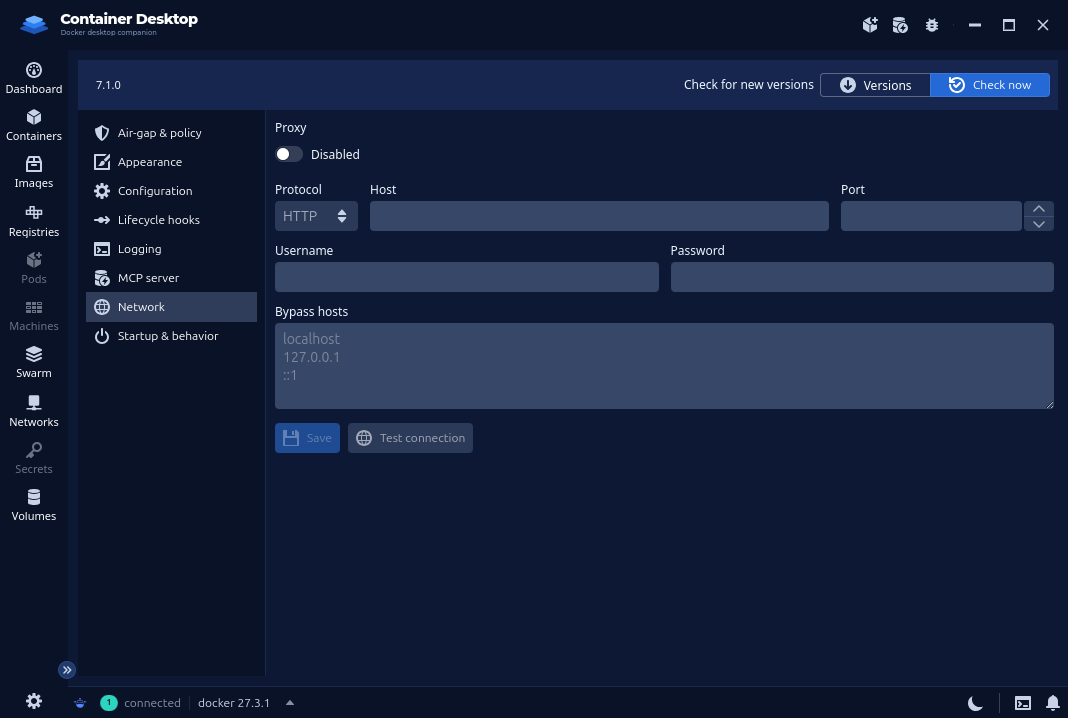 Container Desktop
Docker desktop companion
Dashboard
Containers
Images
Registries
Pods
Machines
Swarm
Networks
Secrets
Volumes
7.1.0
Check for new versions
Versions
Check now
Air-gap & policy
Appearance
Configuration
Lifecycle hooks
Logging
MCP server
Network
Startup & behavior
Proxy
Disabled
Protocol
Host
Port
HTTP
Username
Password
Bypass hosts
localhost
127.0.0.1
::1
Save
Test connection
1
connected
docker 27.3.1